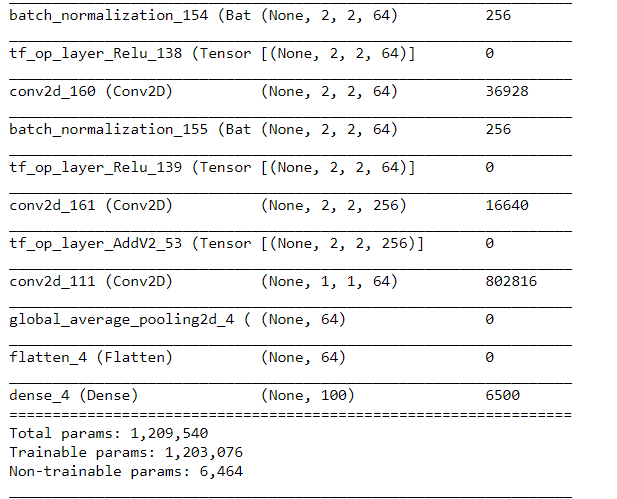 batch_normalization_154 (Bat (None, 2, 2, 64) 256
tf_op_layer_Relu_138 (Tensor [(None, 2, 2, 64)] 0
conv2d_160 (Conv2D) (None, 2, 2, 64) 36928
batch_normalization_155 (Bat (None, 2, 2, 64) 256
tf_op_layer_Relu_139 (Tensor [(None, 2, 2, 64)] 0
conv2d_161 (Conv2D) (None, 2, 2, 256) 16640
tf_op_layer_AddV2_53 (Tensor [(None, 2, 2, 256)] 0
conv2d_111 (Conv2D) (None, 1, 1, 64) 802816
global_average_pooling2d_4 ( (None, 64) 0
flatten_4 (Flatten) (None, 64) 0
dense_4 (Dense) (None, 100) 6500
Total params: 1,209,540
Trainable params: 1,203,076
Non-trainable params: 6,464